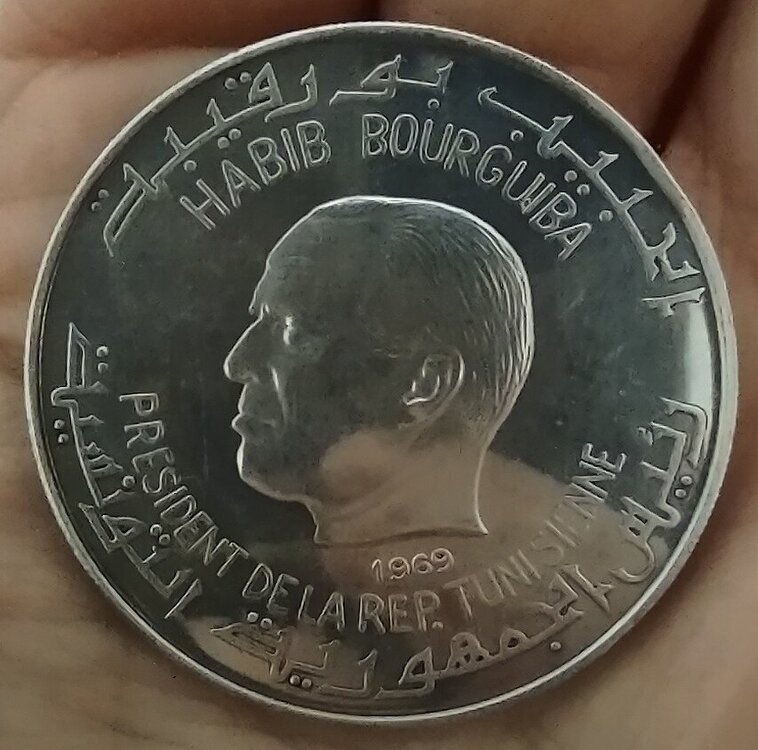 الحبيب بورقيبة
HABIB BOURGUIBA
1969
PRESIDENT DE LA REP. TUNISIENNE
رئيس الجمهورية التونسية